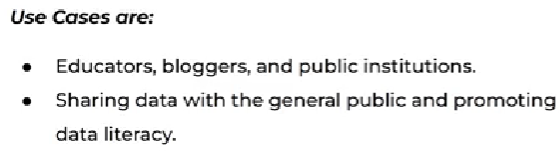 Use Cases are:
● Educators, bloggers, and public institutions.
● Sharing data with the general public and promoting
data literacy.